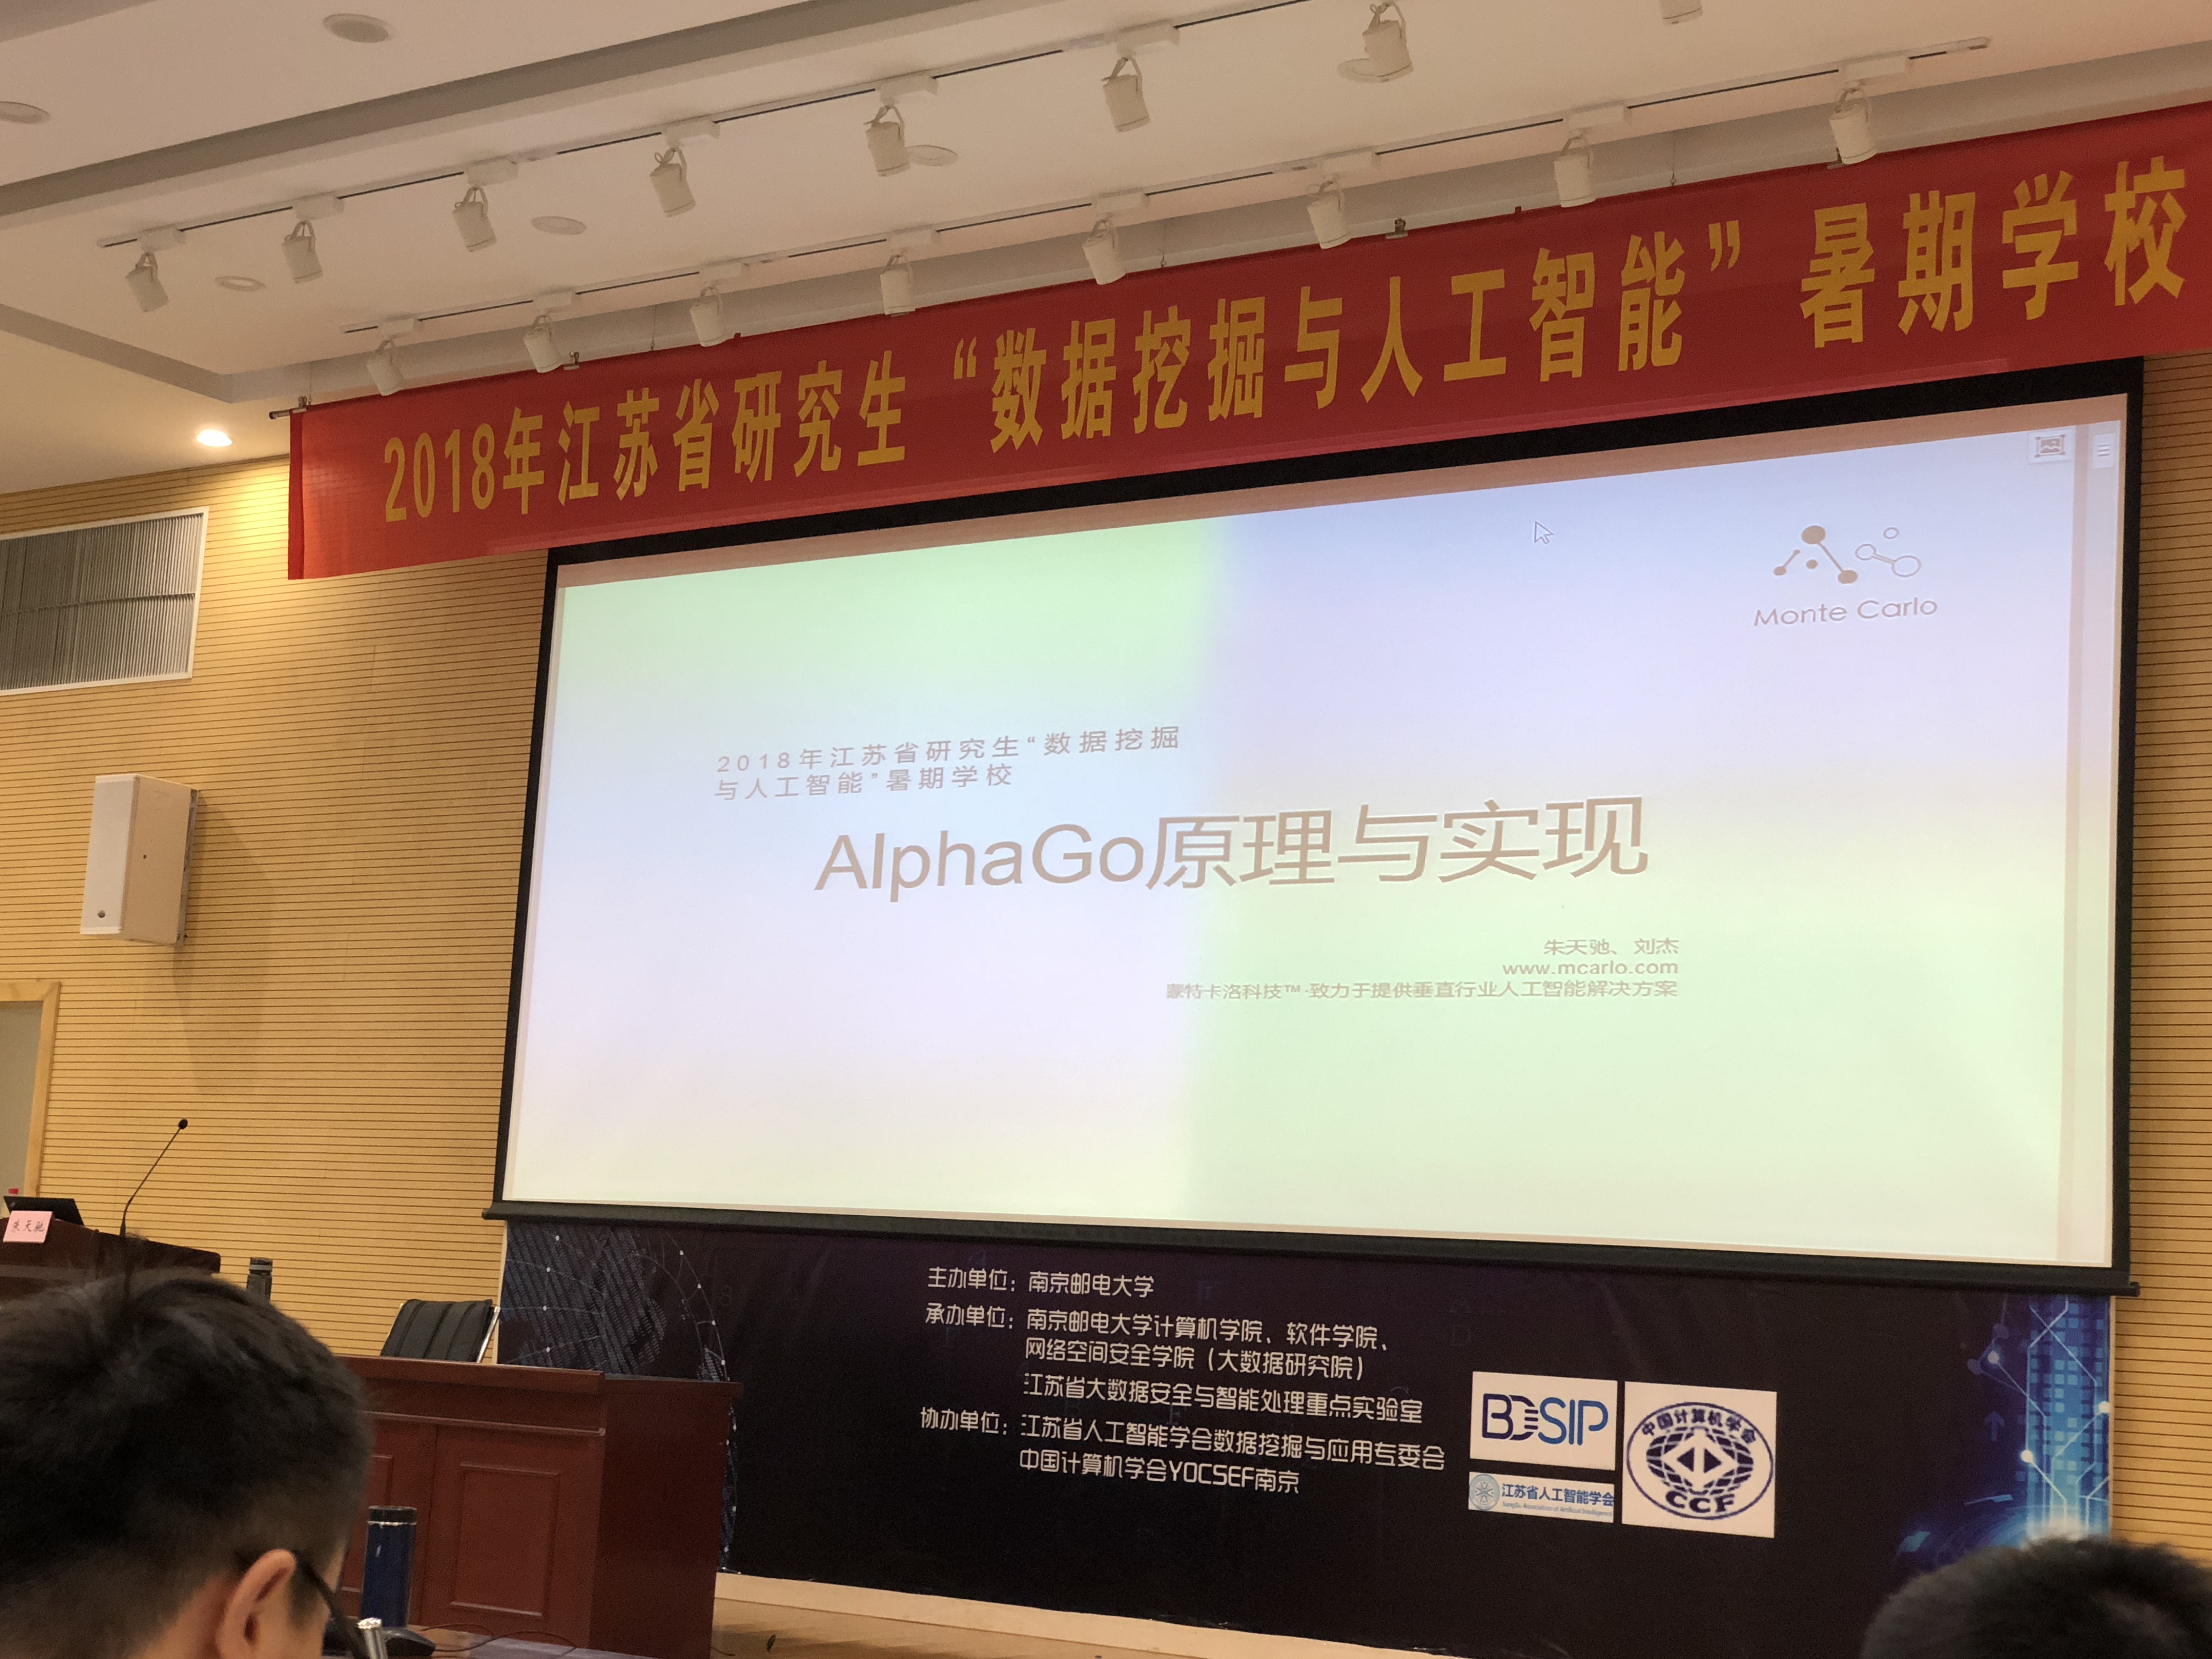 2018年江苏省研究生“数据挖掘与人工智能”暑期学校
Monte Carlo
2018年江苏省研究生“数据挖掘
与人工智能”暑期学校
AlphaGo原理与实现
朱天驰、刘杰
www.mcarlo.com
蒙特卡洛科技™·致力于提供垂直行业人工智能解决方案
朱天驰
主办单位：南京邮电大学
承办单位：南京邮电大学计算机学院、软件学院、
网络空间安全学院（大数据研究院）
江苏省大数据安全与智能处理重点实验室
协办单位：江苏省人工智能学会数据挖掘与应用专委会
中国计算机学会YOCSEF南京
BDSIP
江苏省人工智能学会
JiangSu Association of Artificial Intelligence
中国计算机学会
CCF